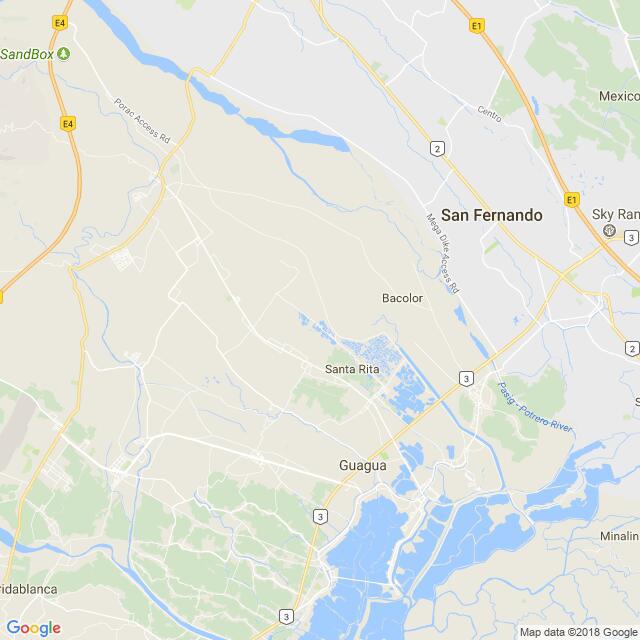 E4
E1
SandBox
Mexico
Porac Access Rd
Centro
E4
2
E1
San Fernando
Sky Ran
3
Mega Dike Access Rd
Bacolor
2
Santa Rita
3
Pasig - Potrero River
S
Guagua
3
Minalin
ridablanca
3
Google
Map data ©2018 Google